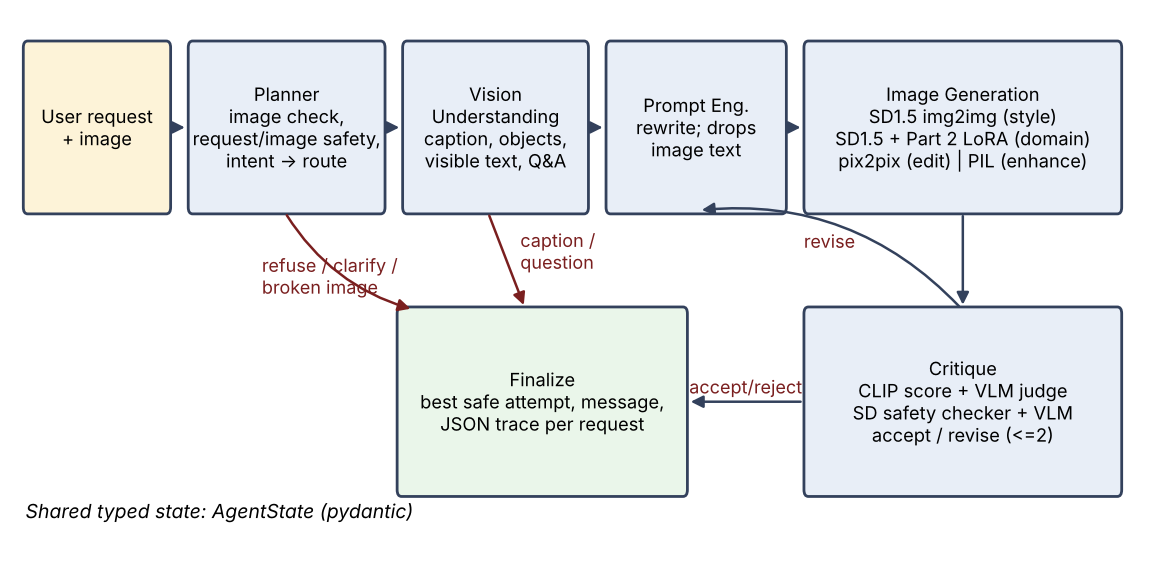 User request
+ image
Planner
image check,
request/image safety,
intent → route
Vision
Understanding
caption, objects,
visible text, Q&A
Prompt Eng.
rewrite; drops
image text
Image Generation
SD1.5 img2img (style)
SD1.5 + Part 2 LoRA (domain)
pix2pix (edit) | PIL (enhance)
refuse / clarify /
broken image
caption /
question
revise
Finalize
best safe attempt, message,
JSON trace per request
accept/reject
Critique
CLIP score + VLM judge
SD safety checker + VLM
accept / revise (<=2)
Shared typed state: AgentState (pydantic)